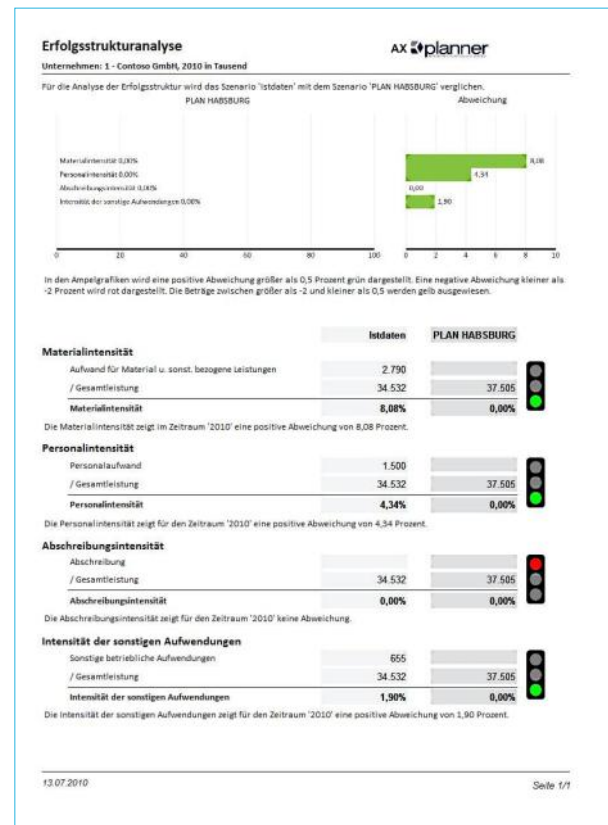 Erfolgsstrukturanalyse
AX planner
Unternehmen: 1 - Contoso GmbH, 2010 in Tausend
Für die Analyse der Erfolgsstruktur wird das Szenario 'Istdaten' mit dem Szenario 'PLAN HABSBURG' verglichen.
PLAN HABSBURG
Abweichung
Materialintensität 0,00%
8,08
Personalintensität 0,00%
4,34
Abschreibungsintensität 0,00%
0,00
Intensität der sonstige Aufwendungen 0,00%
1,90
0 20 40 60 80 100
0 2 4 6 8 10
In den Ampelgrafiken wird eine positive Abweichung größer als 0,5 Prozent grün dargestellt. Eine negative Abweichung kleiner als
-2 Prozent wird rot dargestellt. Die Beträge zwischen größer als -2 und kleiner als 0,5 werden gelb ausgewiesen.
Istdaten PLAN HABSBURG
Materialintensität
Aufwand für Material u. sonst. bezogene Leistungen 2.790
/ Gesamtleistung 34.532 37.505
Materialintensität 8,08% 0,00%
Die Materialintensität zeigt im Zeitraum '2010' eine positive Abweichung von 8,08 Prozent.
Personalintensität
Personalaufwand 1.500
/ Gesamtleistung 34.532 37.505
Personalintensität 4,34% 0,00%
Die Personalintensität zeigt für den Zeitraum '2010' eine positive Abweichung von 4,34 Prozent.
Abschreibungsintensität
Abschreibung
/ Gesamtleistung 34.532 37.505
Abschreibungsintensität 0,00% 0,00%
Die Abschreibungsintensität zeigt für den Zeitraum '2010' keine Abweichung.
Intensität der sonstigen Aufwendungen
Sonstige betriebliche Aufwendungen 655
/ Gesamtleistung 34.532 37.505
Intensität der sonstigen Aufwendungen 1,90% 0,00%
Die Intensität der sonstigen Aufwendungen zeigt für den Zeitraum '2010' eine positive Abweichung von 1,90 Prozent.
13.07.2010
Seite 1/1